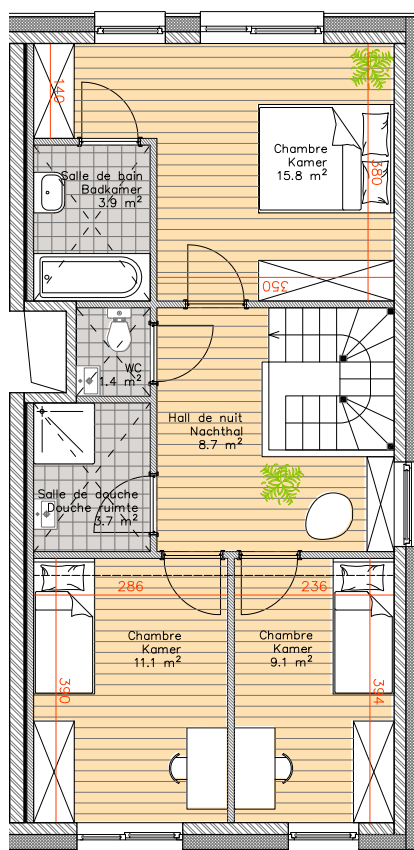 140
Salle de bain
Badkamer
3.9 m²
Chambre
Kamer
15.8 m²
380
350
WC
1.4 m²
Hall de nuit
Nachthal
8.7 m²
Salle de douche
Douche ruimte
3.7 m²
286
236
Chambre
Kamer
11.1 m²
Chambre
Kamer
9.1 m²
390
394